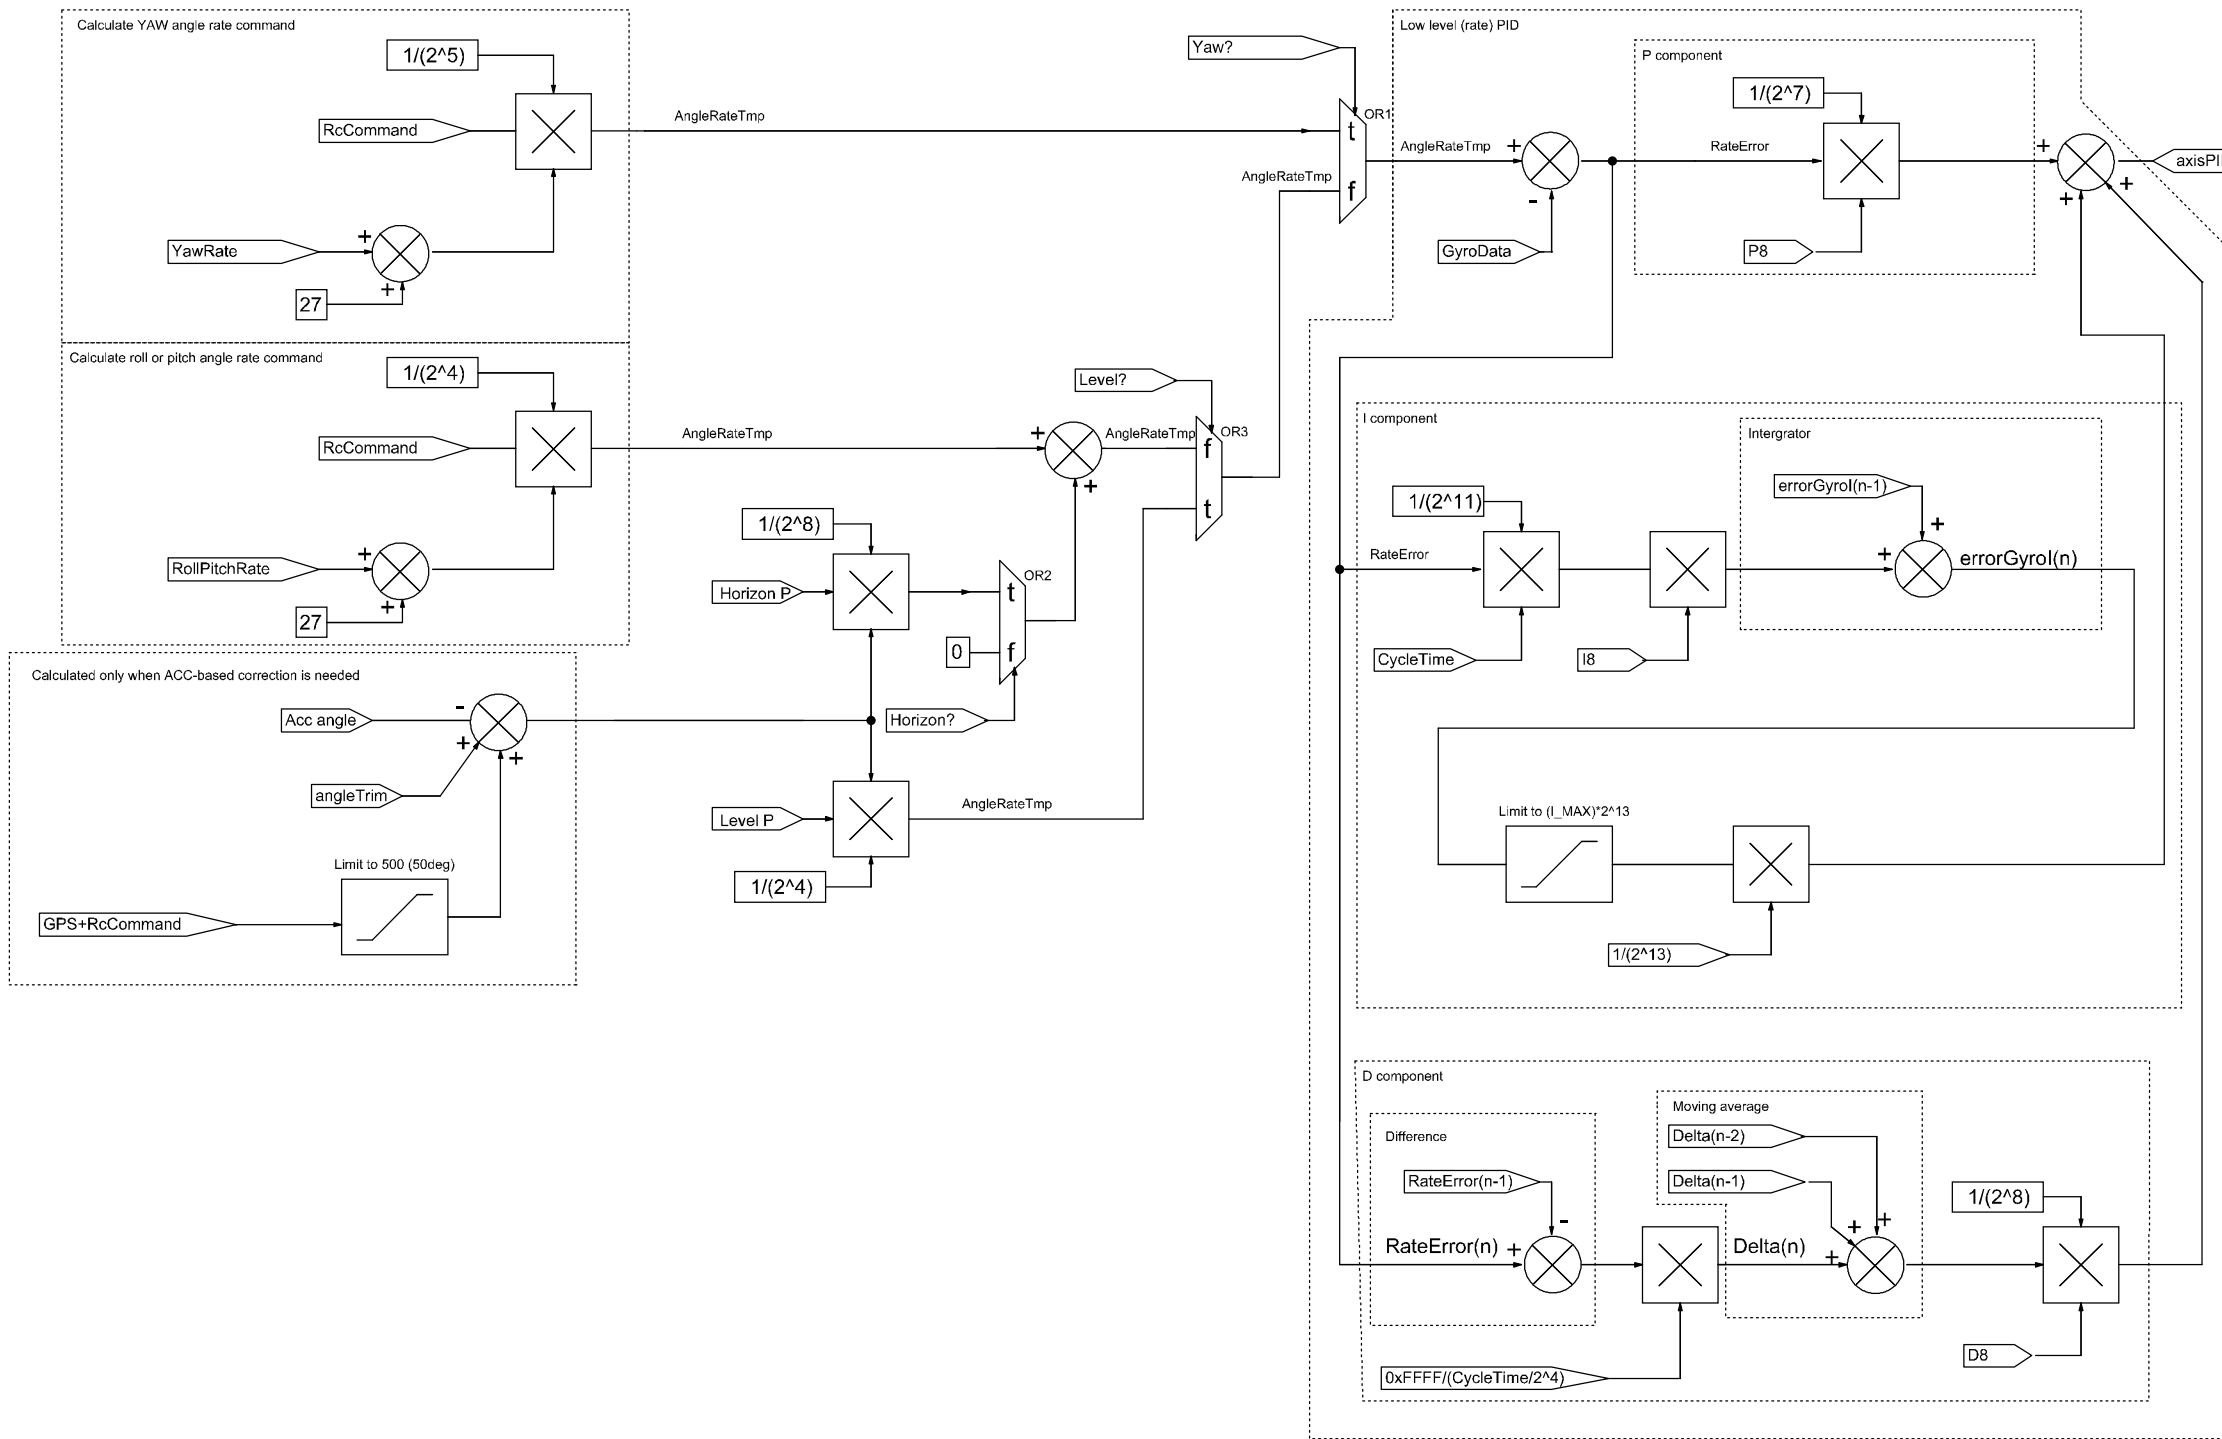 Calculate YAW angle rate command
1/(2^5)
RcCommand
AngleRateTmp
YawRate
+
+
27
Calculate roll or pitch angle rate command
1/(2^4)
RcCommand
AngleRateTmp
RollPitchRate
+
+
27
Calculated only when ACC-based correction is needed
Acc angle
-
+
+
angleTrim
Limit to 500 (50deg)
GPS+RcCommand
1/(2^8)
Horizon P
OR2
t
0
f
Horizon?
Level P
AngleRateTmp
1/(2^4)
+
+
AngleRateTmp
Level?
OR3
f
t
Yaw?
OR1
t
f
AngleRateTmp
Low level (rate) PID
AngleRateTmp
+
-
GyroData
P component
1/(2^7)
RateError
P8
+
+
+
axisPI
I component
1/(2^11)
RateError
CycleTime
I8
Intergrator
errorGyroI(n-1)
+
+
errorGyroI(n)
Limit to (I_MAX)*2^13
1/(2^13)
D component
Difference
RateError(n-1)
-
RateError(n)
+
0xFFFF/(CycleTime/2^4)
Moving average
Delta(n-2)
Delta(n-1)
+
+
Delta(n)
+
1/(2^8)
D8